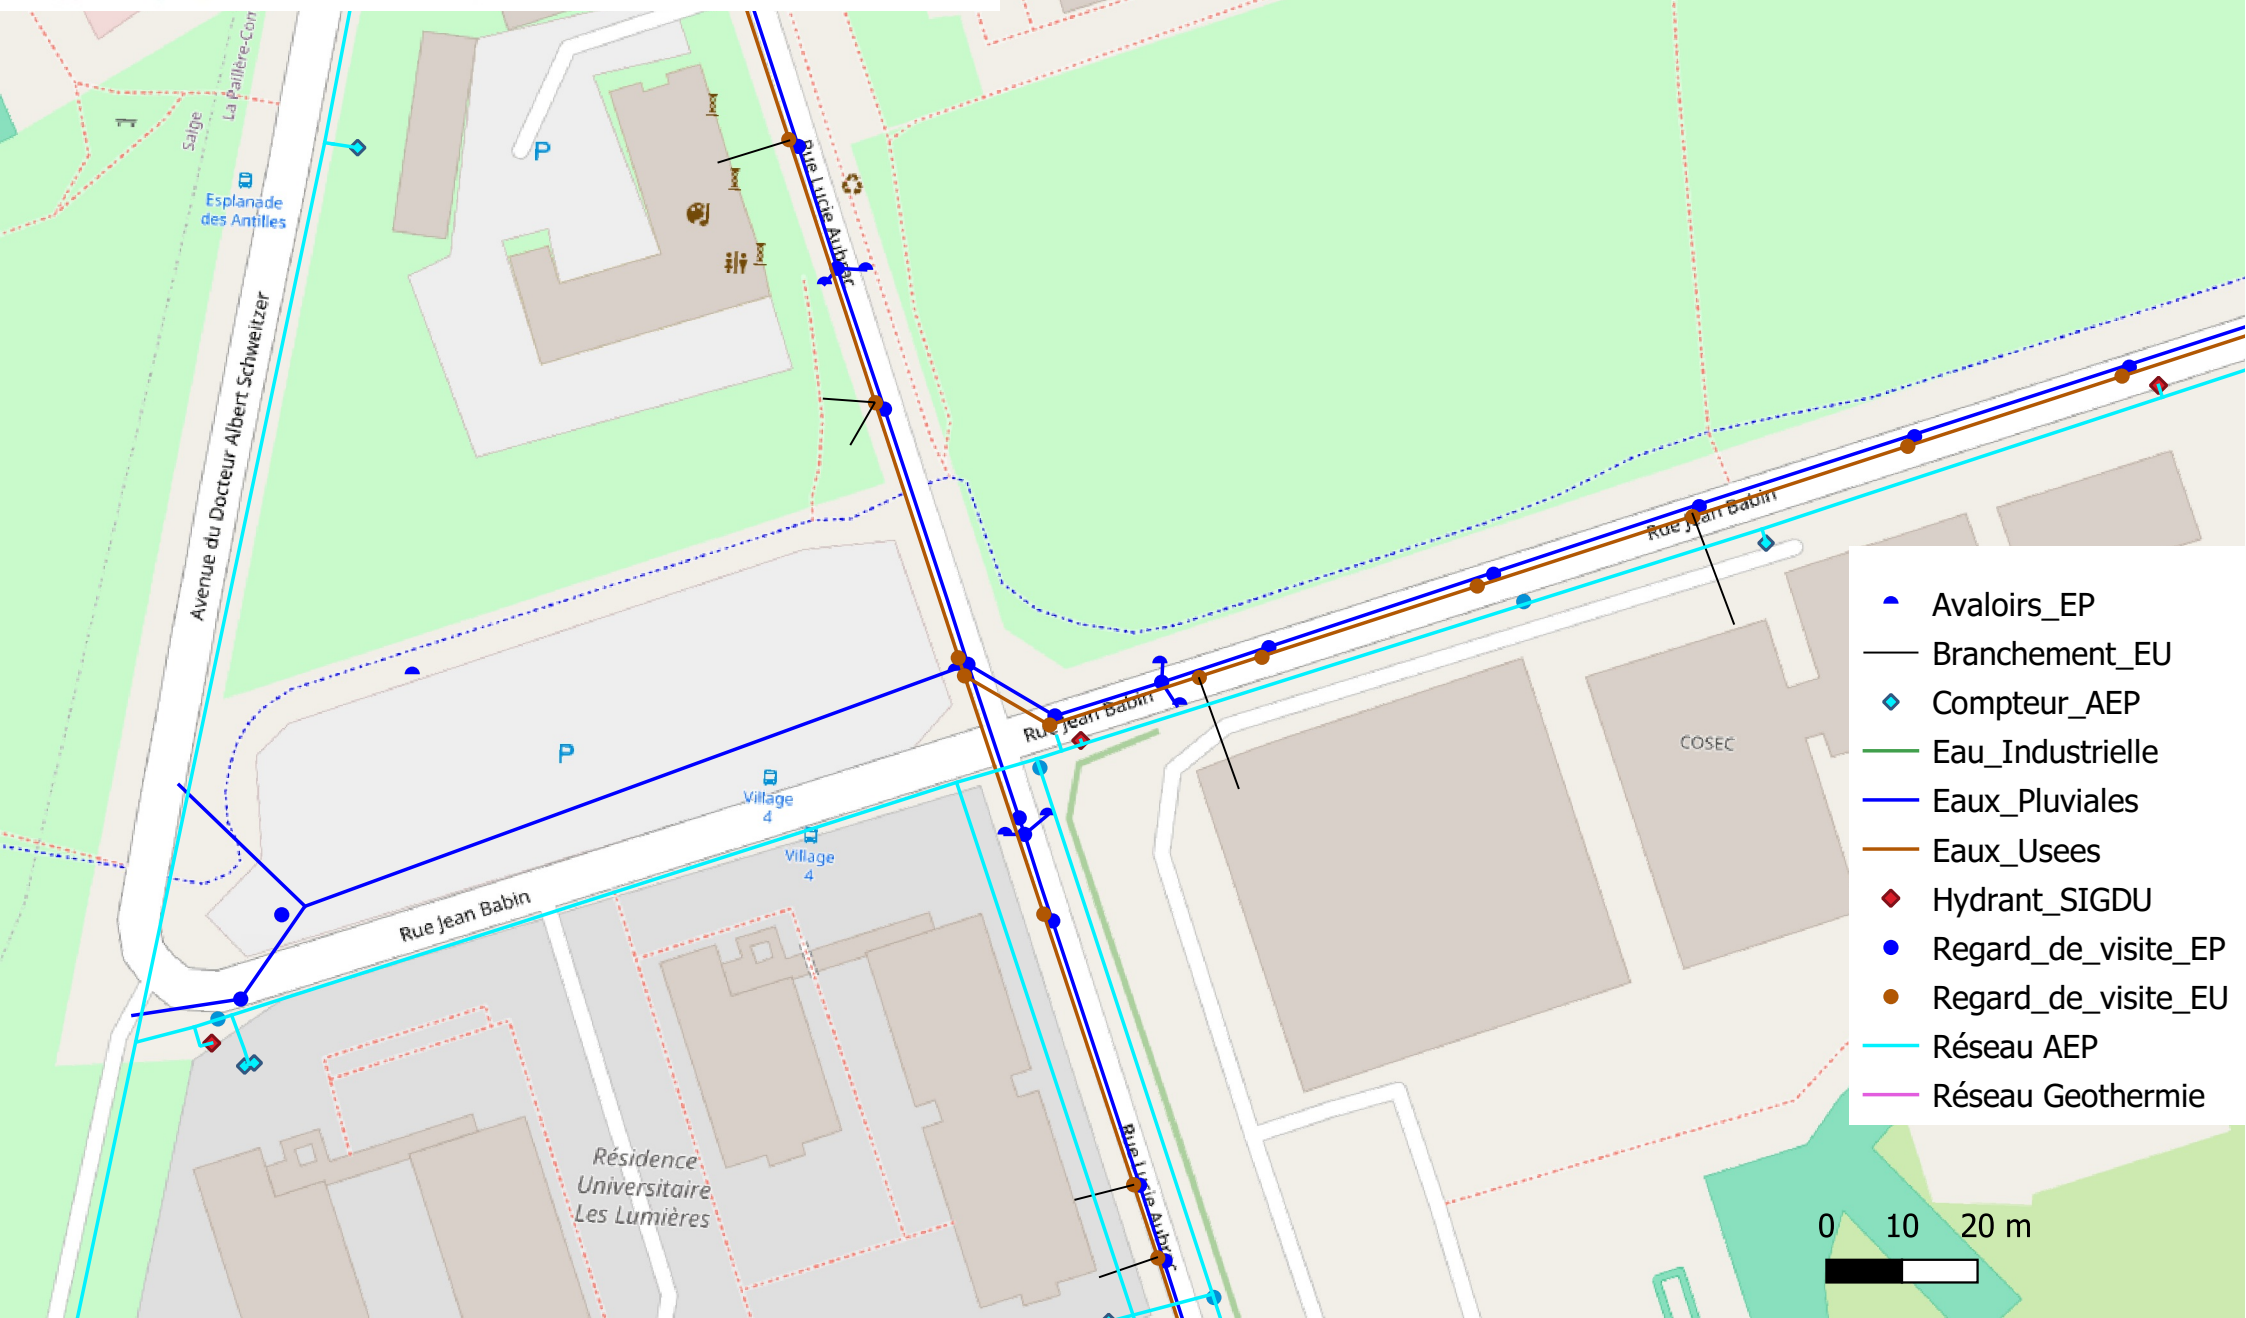 La Paillère-Com
Salge
P
Esplanade
des Antilles
Rue Lucie Aubrac
Avenue du Docteur Albert Schweitzer
Rue Jean Babin
Rue Jean Babin
COSEC
P
Village
4
Village
4
Rue Jean Babin
Résidence
Universitaire
Les Lumières
Rue Lucie Aubrac
Avaloirs_EP
Branchement_EU
Compteur_AEP
Eau_Industrielle
Eaux_Pluviales
Eaux_Usees
Hydrant_SIGDU
Regard_de_visite_EP
Regard_de_visite_EU
Réseau AEP
Réseau Geothermie
0 10 20 m